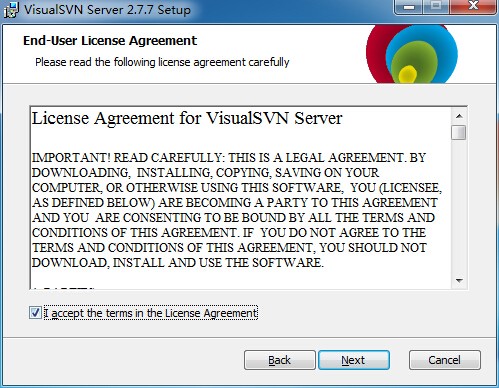 VisualSVN Server 2.7.7 Setup
End-User License Agreement
Please read the following license agreement carefully
License Agreement for VisualSVN Server
IMPORTANT! READ CAREFULLY: THIS IS A LEGAL AGREEMENT. BY
DOWNLOADING, INSTALLING, COPYING, SAVING ON YOUR
COMPUTER, OR OTHERWISE USING THIS SOFTWARE, YOU (LICENSEE,
AS DEFINED BELOW) ARE BECOMING A PARTY TO THIS AGREEMENT
AND YOU ARE CONSENTING TO BE BOUND BY ALL THE TERMS AND
CONDITIONS OF THIS AGREEMENT. IF YOU DO NOT AGREE TO THE
TERMS AND CONDITIONS OF THIS AGREEMENT, YOU SHOULD NOT
DOWNLOAD, INSTALL AND USE THE SOFTWARE.
I accept the terms in the License Agreement
Back Next Cancel